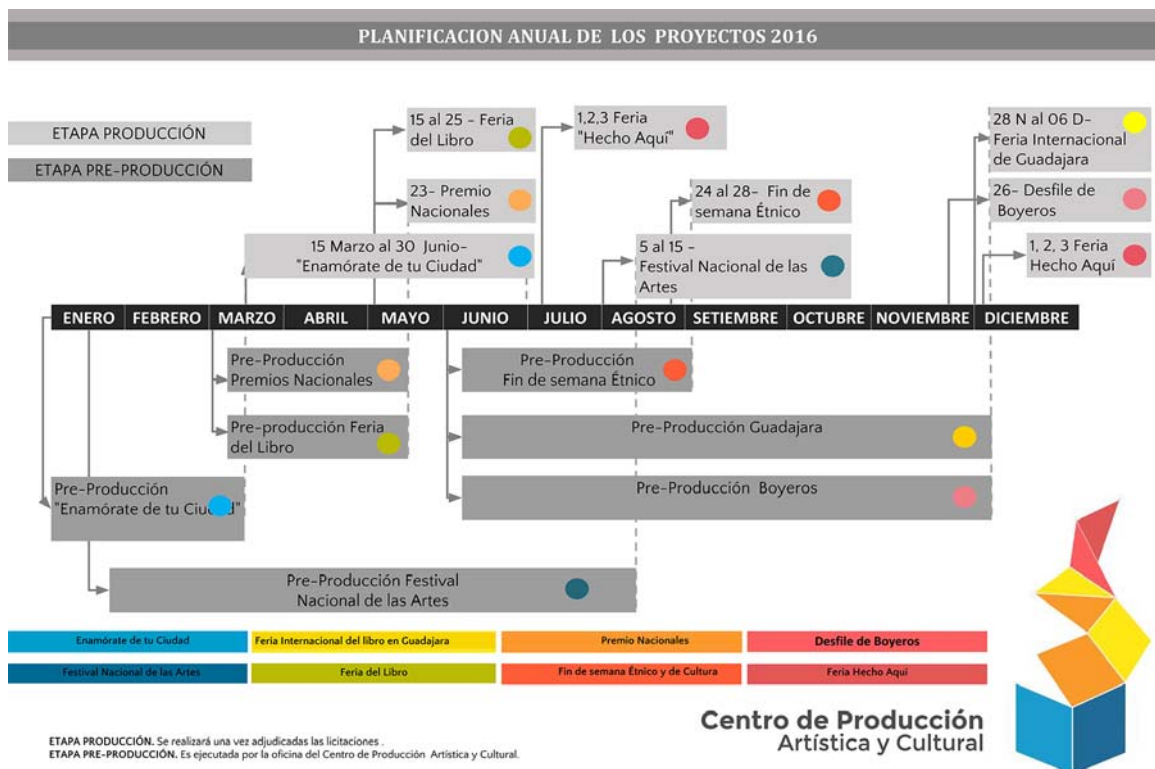 PLANIFICACION ANUAL DE LOS PROYECTOS 2016
ETAPA PRODUCCIÓN
ETAPA PRE-PRODUCCIÓN
15 al 25 - Feria
del Libro
23- Premio
Nacionales
15 Marzo al 30 Junio-
"Enamórate de tu Ciudad"
1,2,3 Feria
"Hecho Aquí"
24 al 28- Fin de
semana Étnico
5 al 15 -
Festival Nacional de las
Artes
28 N al 06 D-
Feria Internacional
de Guadajara
26- Desfile de
Boyeros
1, 2, 3 Feria
Hecho Aquí
ENERO FEBRERO MARZO ABRIL MAYO JUNIO JULIO AGOSTO SETIEMBRE OCTUBRE NOVIEMBRE DICIEMBRE
Pre-Producción
Premios Nacionales
Pre-producción Feria
del Libro
Pre-Producción
"Enamórate de tu Ciudad"
Pre-Producción Festival
Nacional de las Artes
Pre-Producción
Fin de semana Étnico
Pre-Producción Guadajara
Pre-Producción Boyeros
Enamórate de tu Ciudad
Feria Internacional del libro en Guadajara
Premio Nacionales
Desfile de Boyeros
Festival Nacional de las Artes
Feria del Libro
Fin de semana Étnico y de Cultura
Feria Hecho Aquí
ETAPA PRODUCCIÓN. Se realizará una vez adjudicadas las licitaciones .
ETAPA PRE-PRODUCCIÓN. Es ejecutada por la oficina del Centro de Producción Artística y Cultural.
Centro de Producción
Artística y Cultural